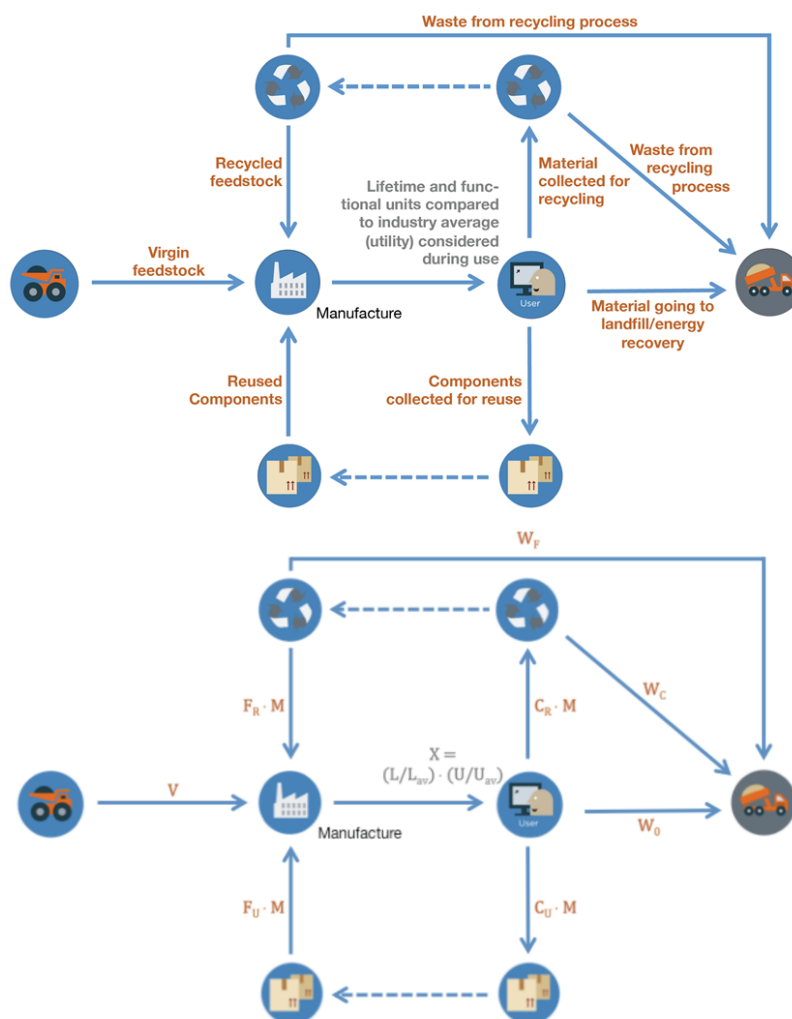 Waste from recycling process
Recycled
feedstock
Lifetime and func-
tional units compared
to industry average
(utility) considered
during use
Material
collected for
recycling
Waste from
recycling
process
Virgin
feedstock
Manufacture
User
Material going to
landfill/energy
recovery
Reused
Components
Components
collected for reuse
W_F
F_R · M
C_R · M
W_C
X =
(L/L_av) · (U/U_av)
V
Manufacture
User
W_0
F_U · M
C_U · M